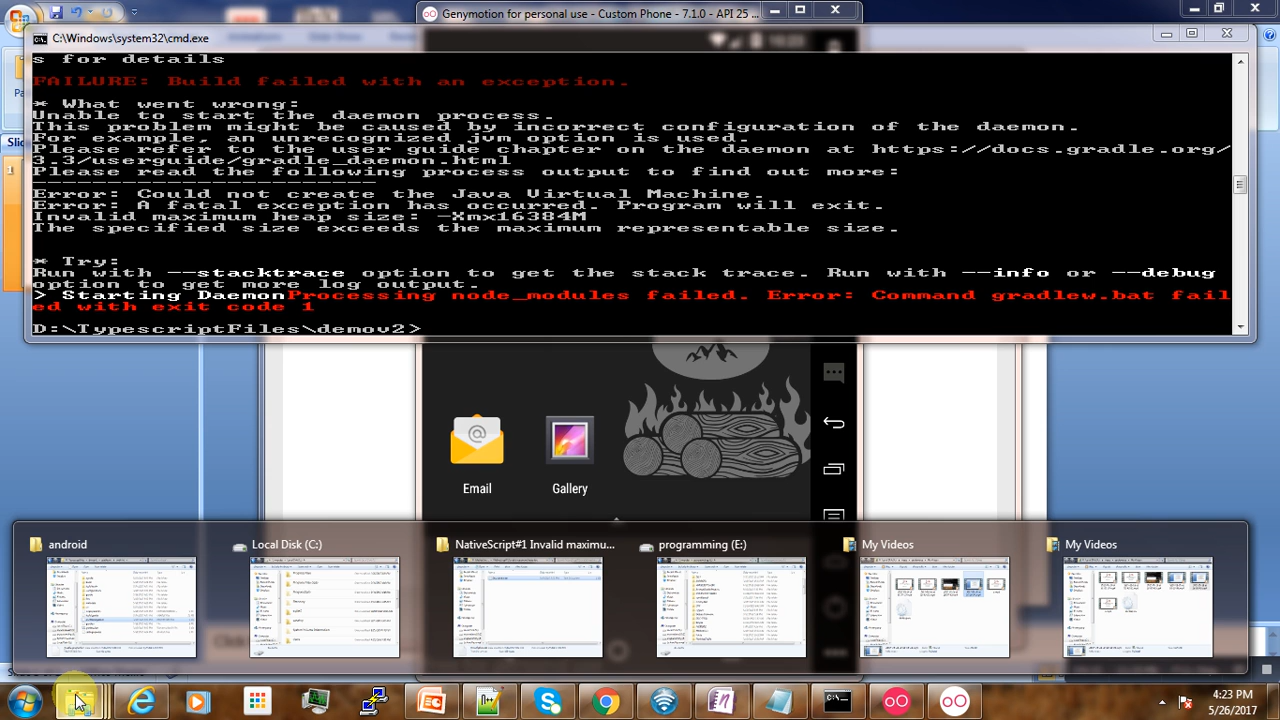 Genymotion for personal use - Custom Phone - 7.1.0 - API 25
C:\Windows\system32\cmd.exe
s for details
FAILURE: Build failed with an exception.
* What went wrong:
Unable to start the daemon process.
This problem might be caused by incorrect configuration of the daemon.
For example, an unrecognized jvm option is used.
Please refer to the user guide chapter on the daemon at https://docs.gradle.org/
3.3/userguide/gradle_daemon.html
Please read the following process output to find out more:
-----------------------
Error: Could not create the Java Virtual Machine.
Error: A fatal exception has occurred. Program will exit.
Invalid maximum heap size: -Xmx16384M
The specified size exceeds the maximum representable size.
* Try:
Run with --stacktrace option to get the stack trace. Run with --info or --debug
option to get more log output.
> Starting DaemonProcessing node_modules failed. Error: Command gradlew.bat fail
ed with exit code 1
D:\TypescriptFiles\demov2>
Pa
Slid
1
Email
Gallery
android
Local Disk (C:)
NativeScript#1 Invalid maximu...
programming (E:)
My Videos
My Videos
4:23 PM
5/26/2017